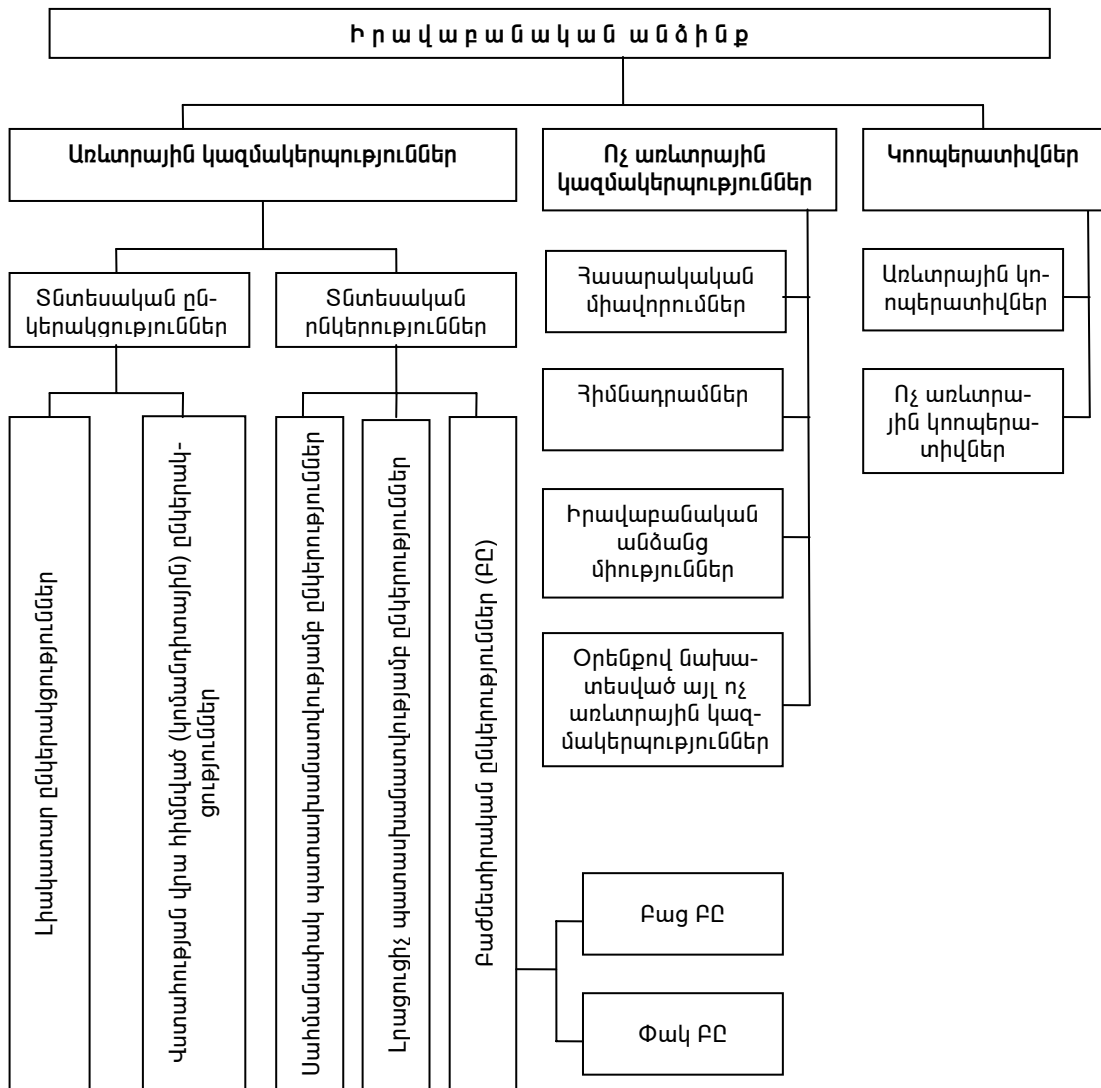 Ի ր ա վ ա բ ա ն ա կ ա ն ա ն ձ ի ն ք
Առևտրային կազմակերպություններ
Ոչ առևտրային
կազմակերպություններ
Կոոպերատիվներ
Տնտեսական ըն-
կերակցություններ
Տնտեսական
ընկերություններ
Հասարակական
միավորումներ
Առևտրային կո-
ոպերատիվներ
Հիմնադրամներ
Ոչ առևտրա-
յին կոոպերա-
տիվներ
Իրավաբանական
անձանց
միություններ
Օրենքով նախա-
տեսված այլ ոչ
առևտրային կազ-
մակերպություններ
Լիակատար ընկերակցություններ
Վստահության վրա հիմնված (կոմանդիտային) ընկերակ-
ցություններ
Սահմանափակ պատասխանատվությամբ ընկերություններ
Լրացուցիչ պատասխանատվությամբ ընկերություններ
Բաժնետիրական ընկերություններ (ԲԸ)
Բաց ԲԸ
Փակ ԲԸ